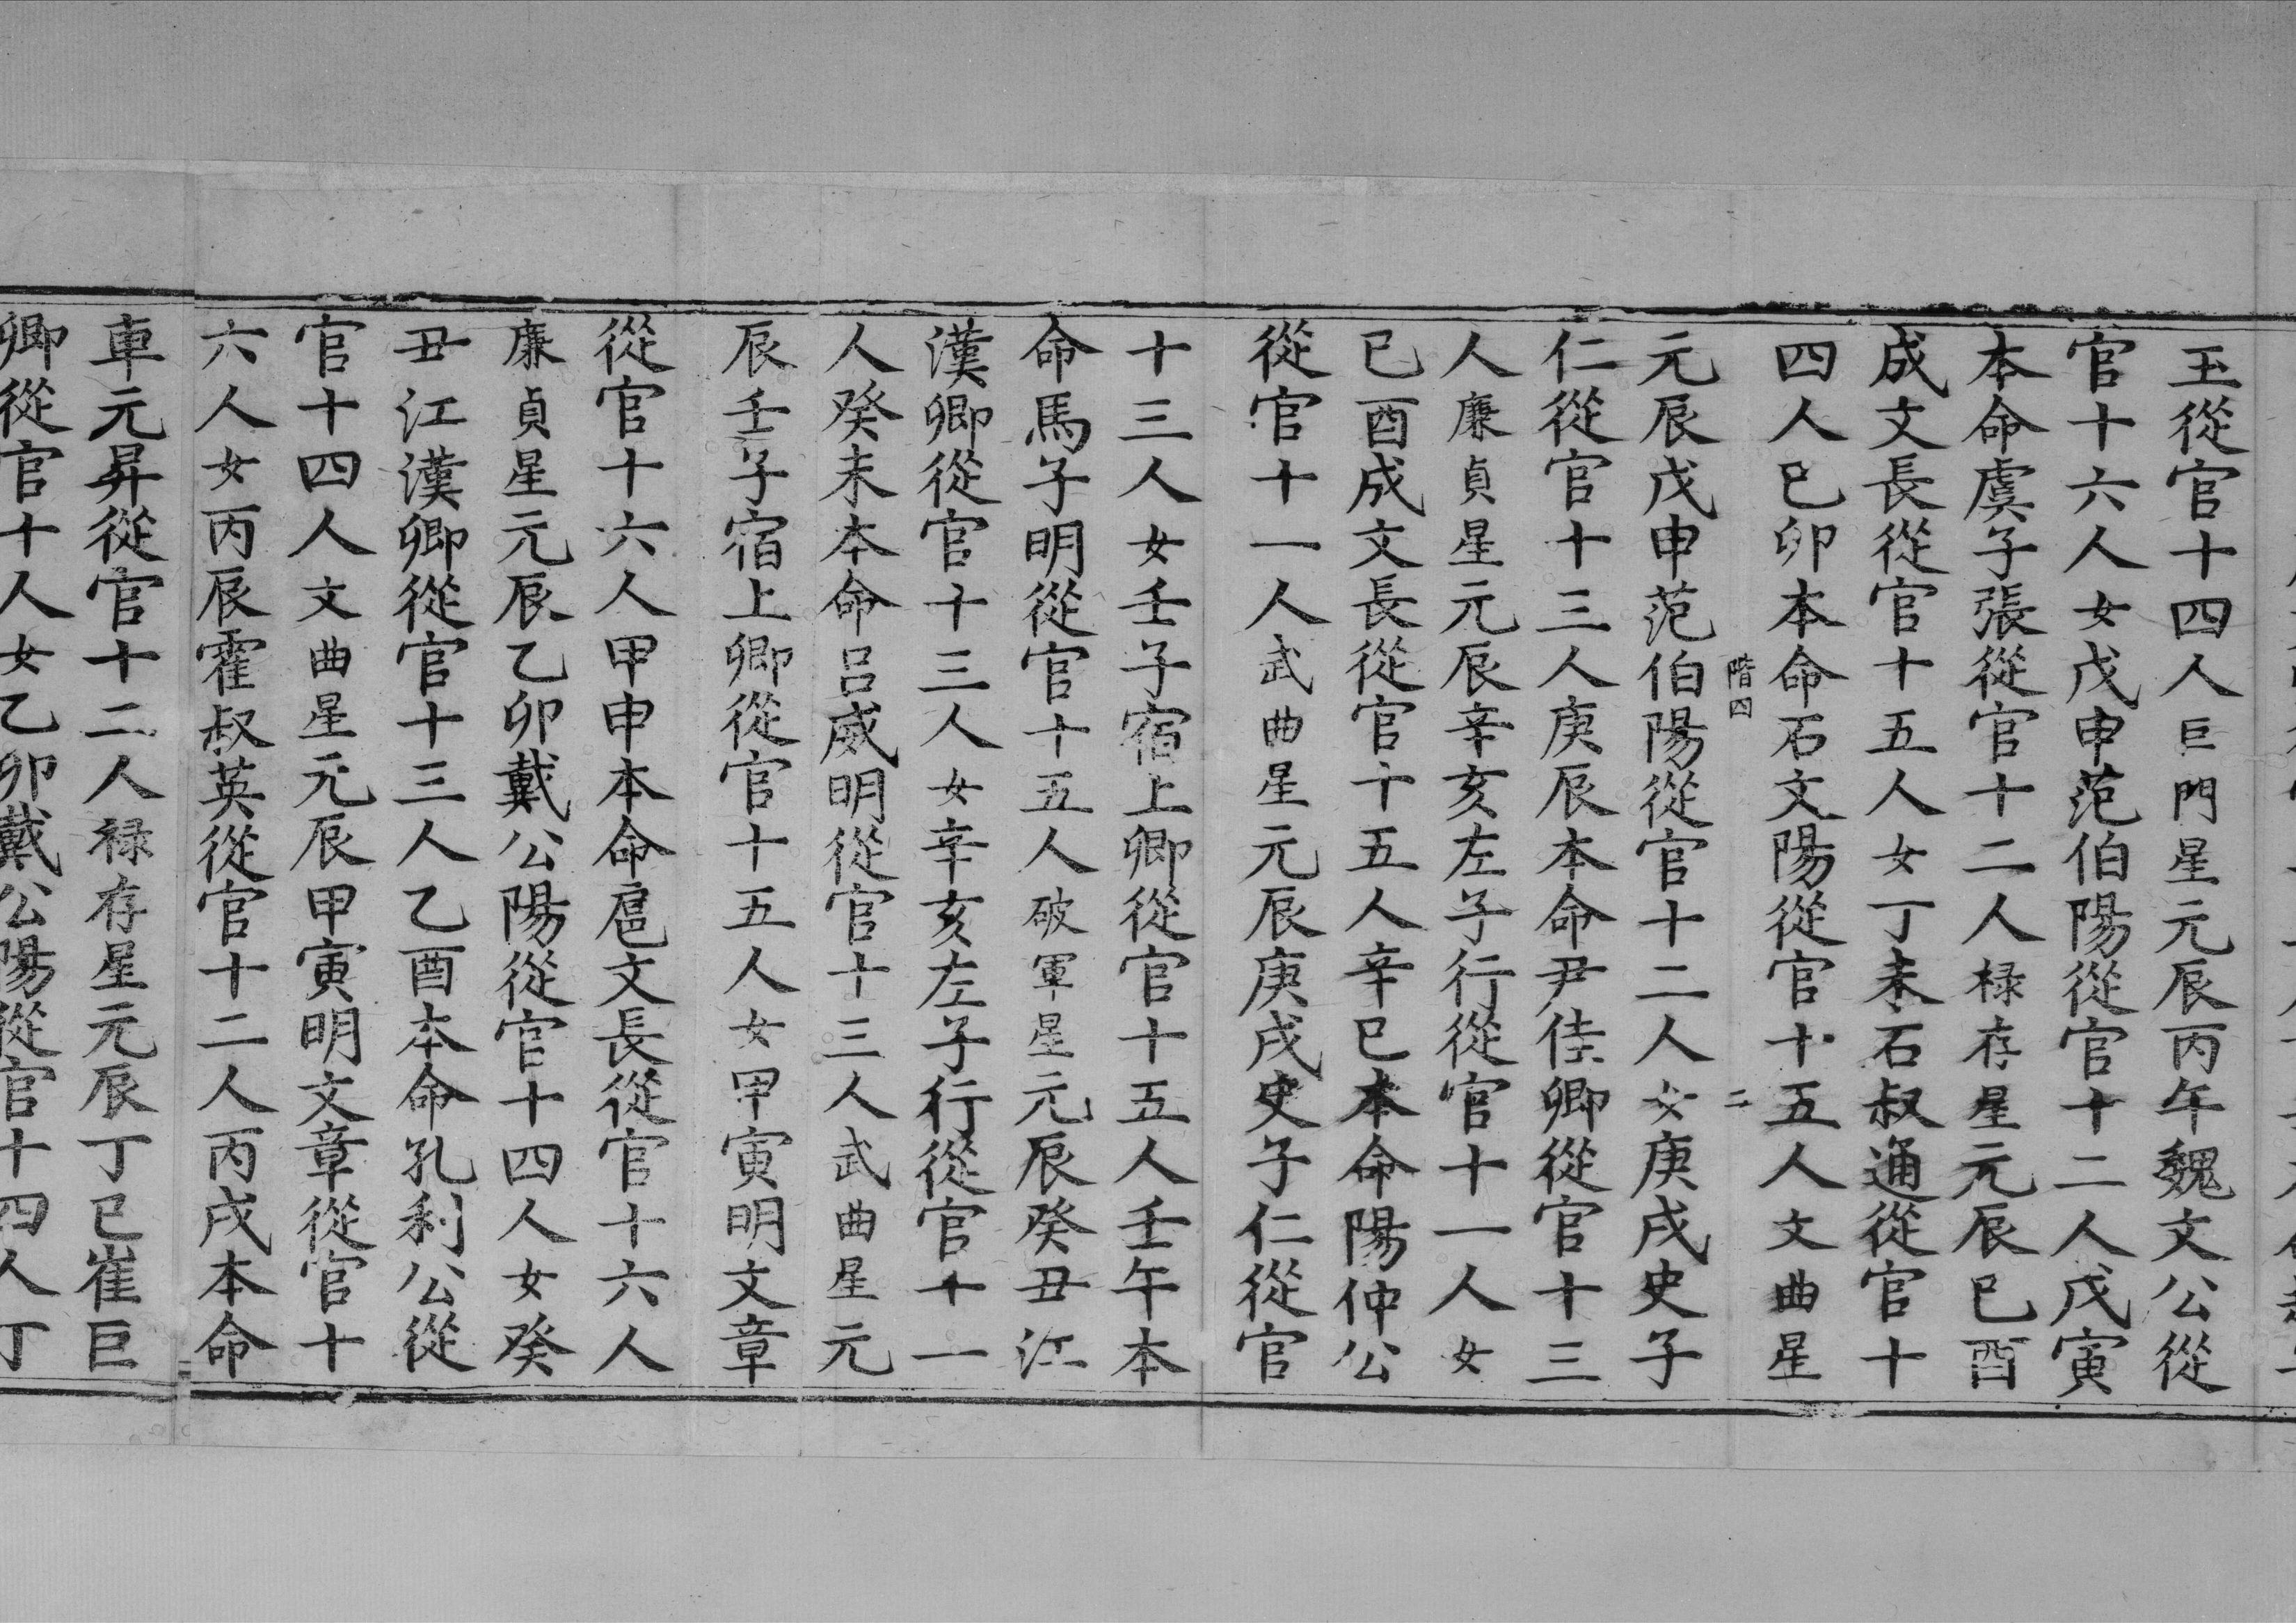 玉從官十四人巨門星元辰丙午魏文公從
官十六人女戊申范伯陽從官十二人戊寅
本命虞子張從官十二人禄存星元辰巳酉
成文長從官十五人女丁未石叔通從官十
四人巳卯本命石文陽從官十五人文曲星
階四 二
元辰戊申范伯陽從官十二人女庚戌史子
仁從官十三人庚辰本命尹佳卿從官十三
人廉貞星元辰辛亥左子行從官十一人女
巳酉成文長從官十五人辛巳本命陽仲公
從官十一人武曲星元辰庚戌史子仁從官
十三人女壬子宿上卿從官十五人壬午本
命馬子明從官十五人破軍星元辰癸丑江
漢卿從官十三人女辛亥左子行從官十一
人癸未本命呂威明從官十三人武曲星元
辰壬子宿上卿從官十五人女甲寅明文章
從官十六人甲申本命扈文長從官十六人
廉貞星元辰乙卯戴公陽從官十四人女癸
丑江漢卿從官十三人乙酉本命孔利公從
官十四人文曲星元辰甲寅明文章從官十
六人女丙辰霍叔英從官十二人丙戌本命
車元昇從官十二人禄存星元辰丁巳崔巨
卿從官十人女乙卯戴公陽從官十四人丁